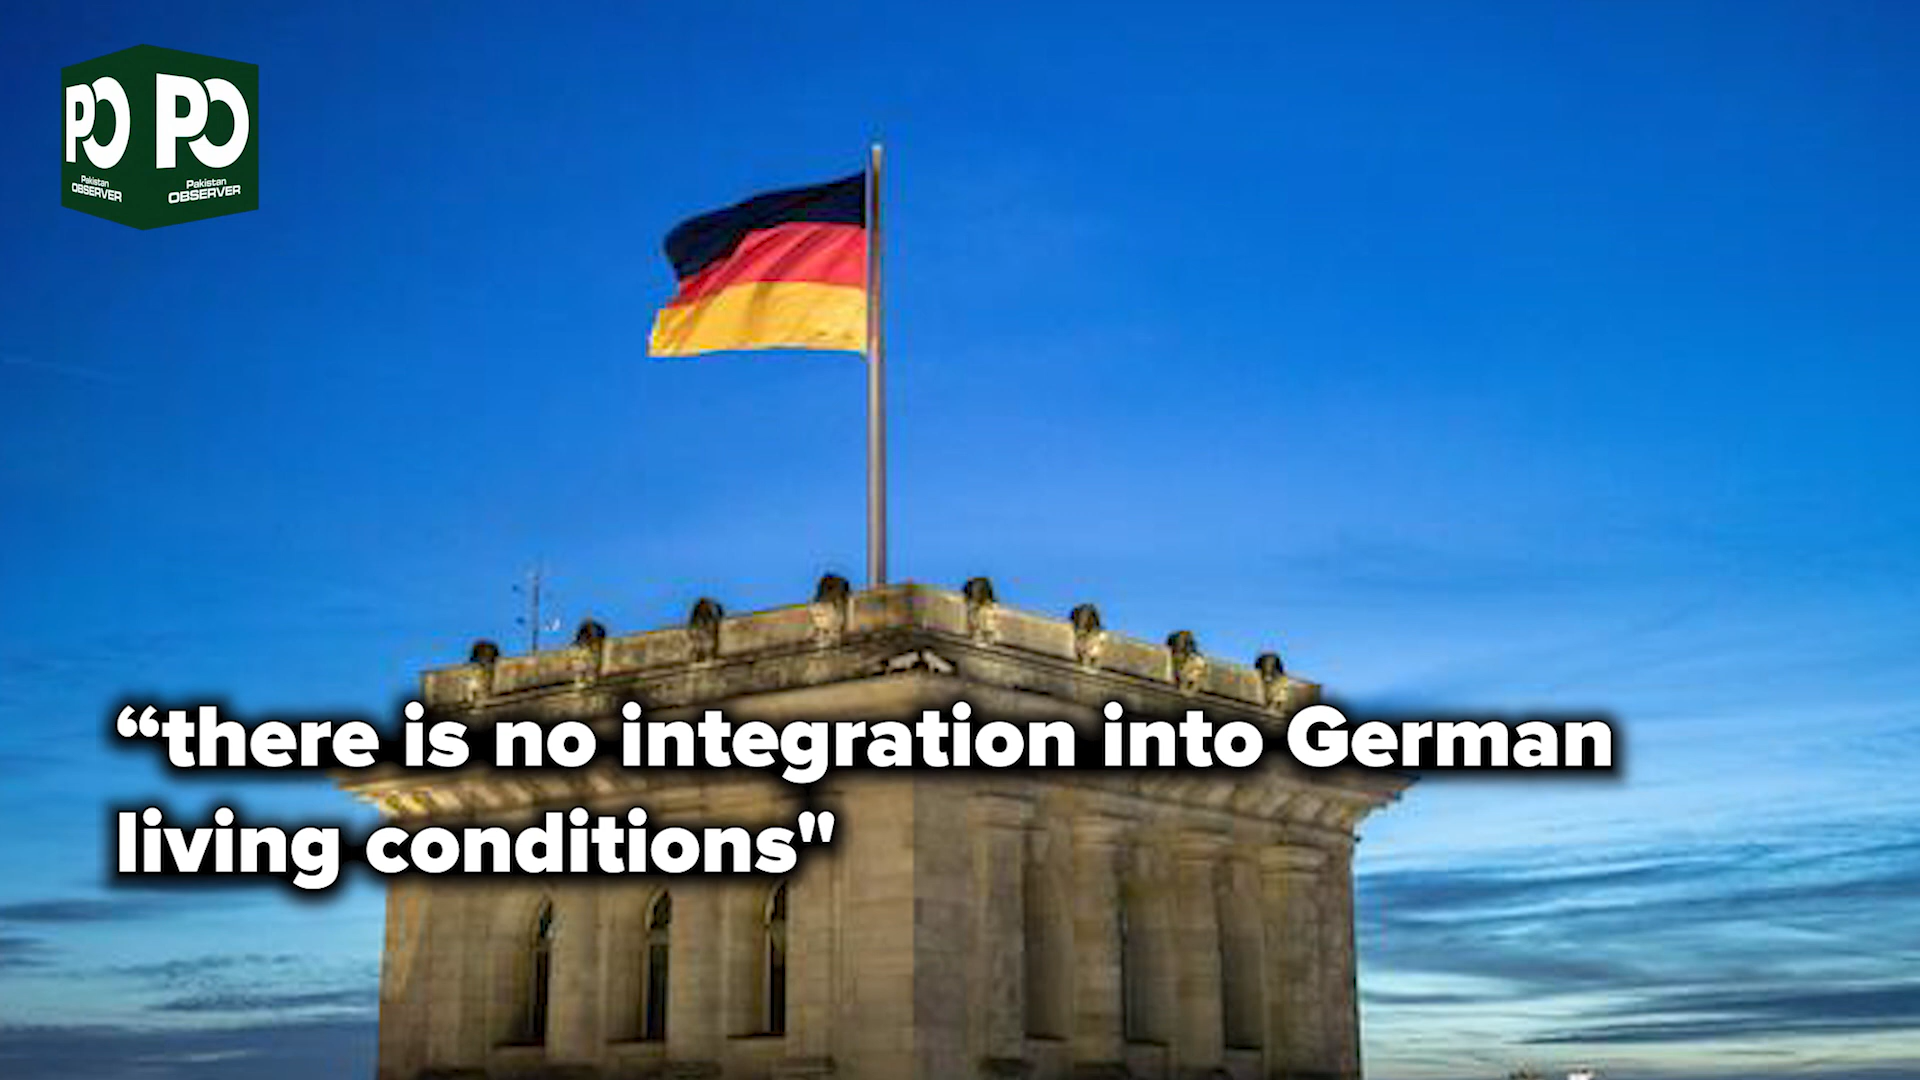 PO PO
Pakistan Pakistan
OBSERVER OBSERVER
“there is no integration into German
living conditions"